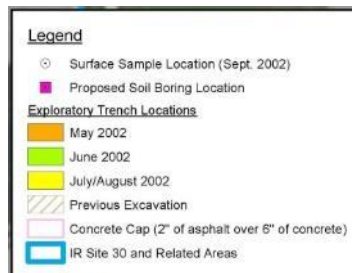 Legend
Surface Sample Location (Sept. 2002)
Proposed Soil Boring Location
Exploratory Trench Locations
May 2002
June 2002
July/August 2002
Previous Excavation
Concrete Cap (2" of asphalt over 6" of concrete)
IR Site 30 and Related Areas